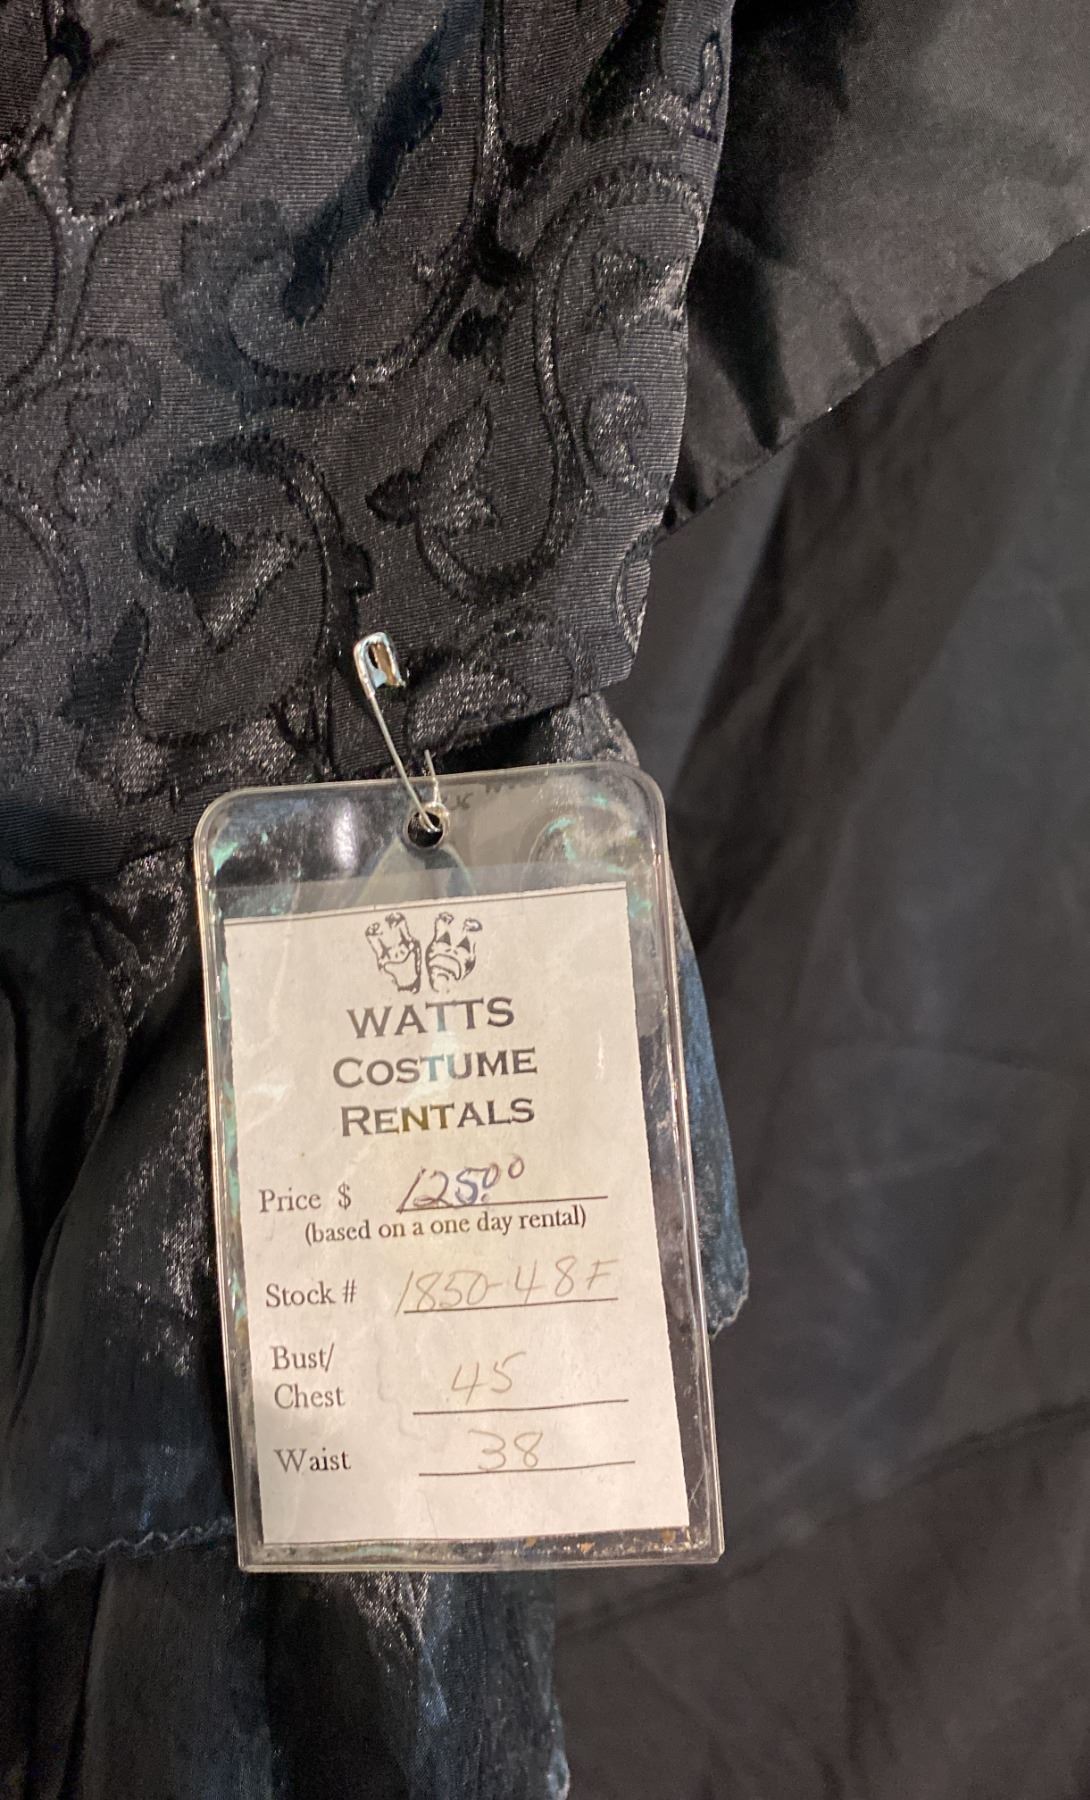 WATTS
COSTUME
RENTALS
Price $ 125.00
(based on a one day rental)
Stock # 1850-48F
Bust/
Chest 45
Waist 38